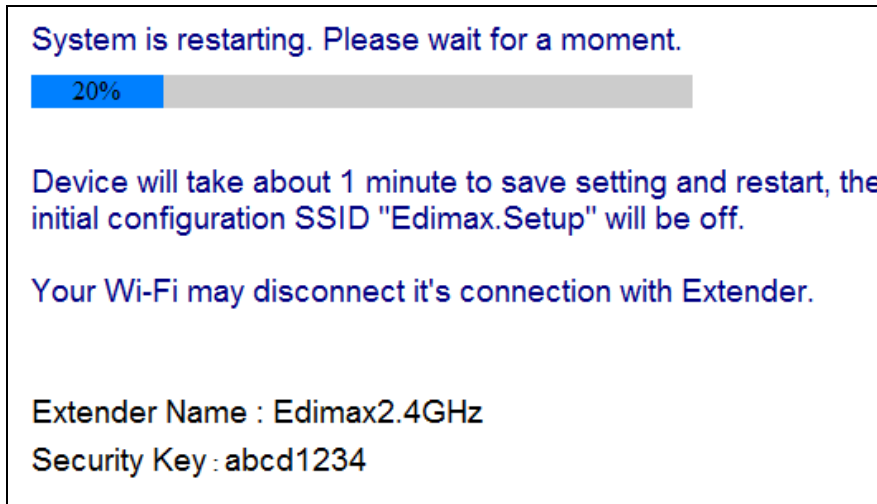 System is restarting. Please wait for a moment.
20%
Device will take about 1 minute to save setting and restart, the
initial configuration SSID "Edimax.Setup" will be off.
Your Wi-Fi may disconnect it's connection with Extender.
Extender Name : Edimax2.4GHz
Security Key : abcd1234